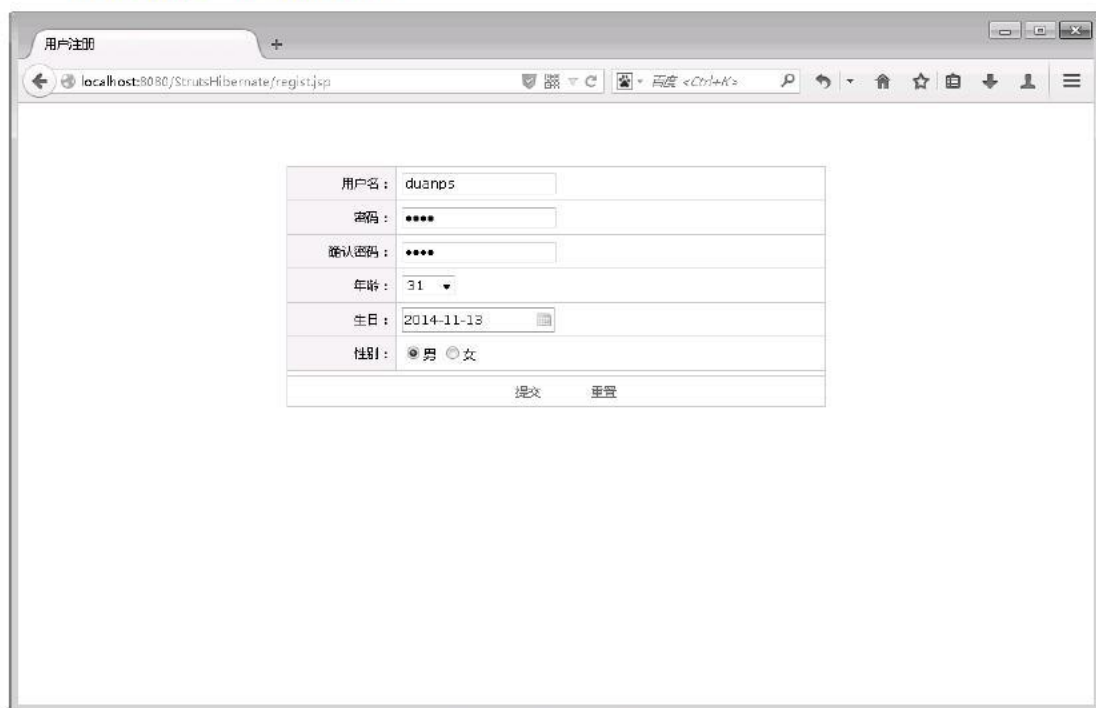 用户注册
localhost:8080/StrutsHibernate/regist.jsp
百度 <Ctrl+K>
用户名： duanps
密码： ••••
确认密码： ••••
年龄： 31
生日： 2014-11-13
性别： 男 女
提交 重置